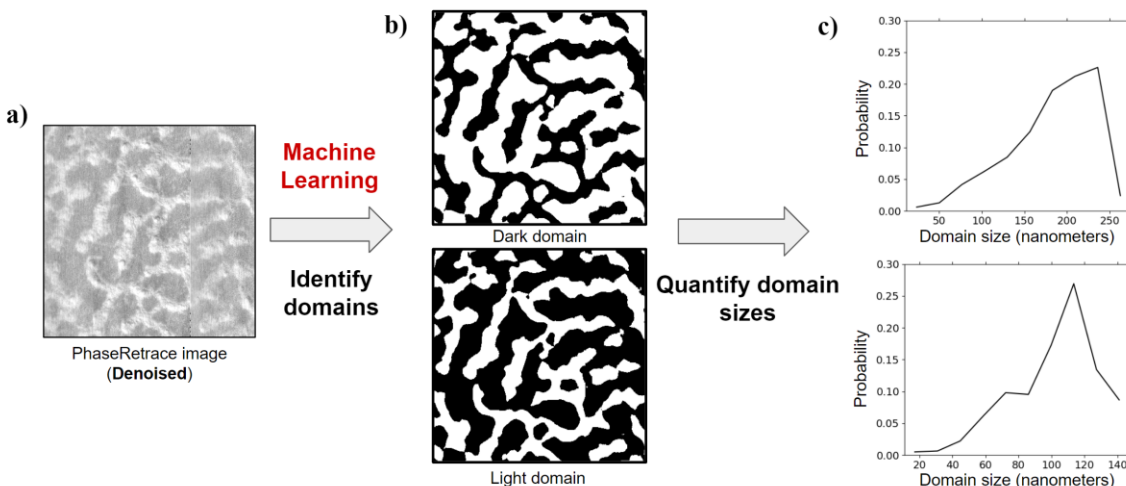 a)
PhaseRetrace image
(Denoised)
Machine
Learning
Identify
domains
b)
Dark domain
Light domain
Quantify domain
sizes
c)
0.30
0.25
0.20
0.15
0.10
0.05
0.00
Probability
50 100 150 200 250
Domain size (nanometers)
0.30
0.25
0.20
0.15
0.10
0.05
0.00
Probability
20 40 60 80 100 120 140
Domain size (nanometers)